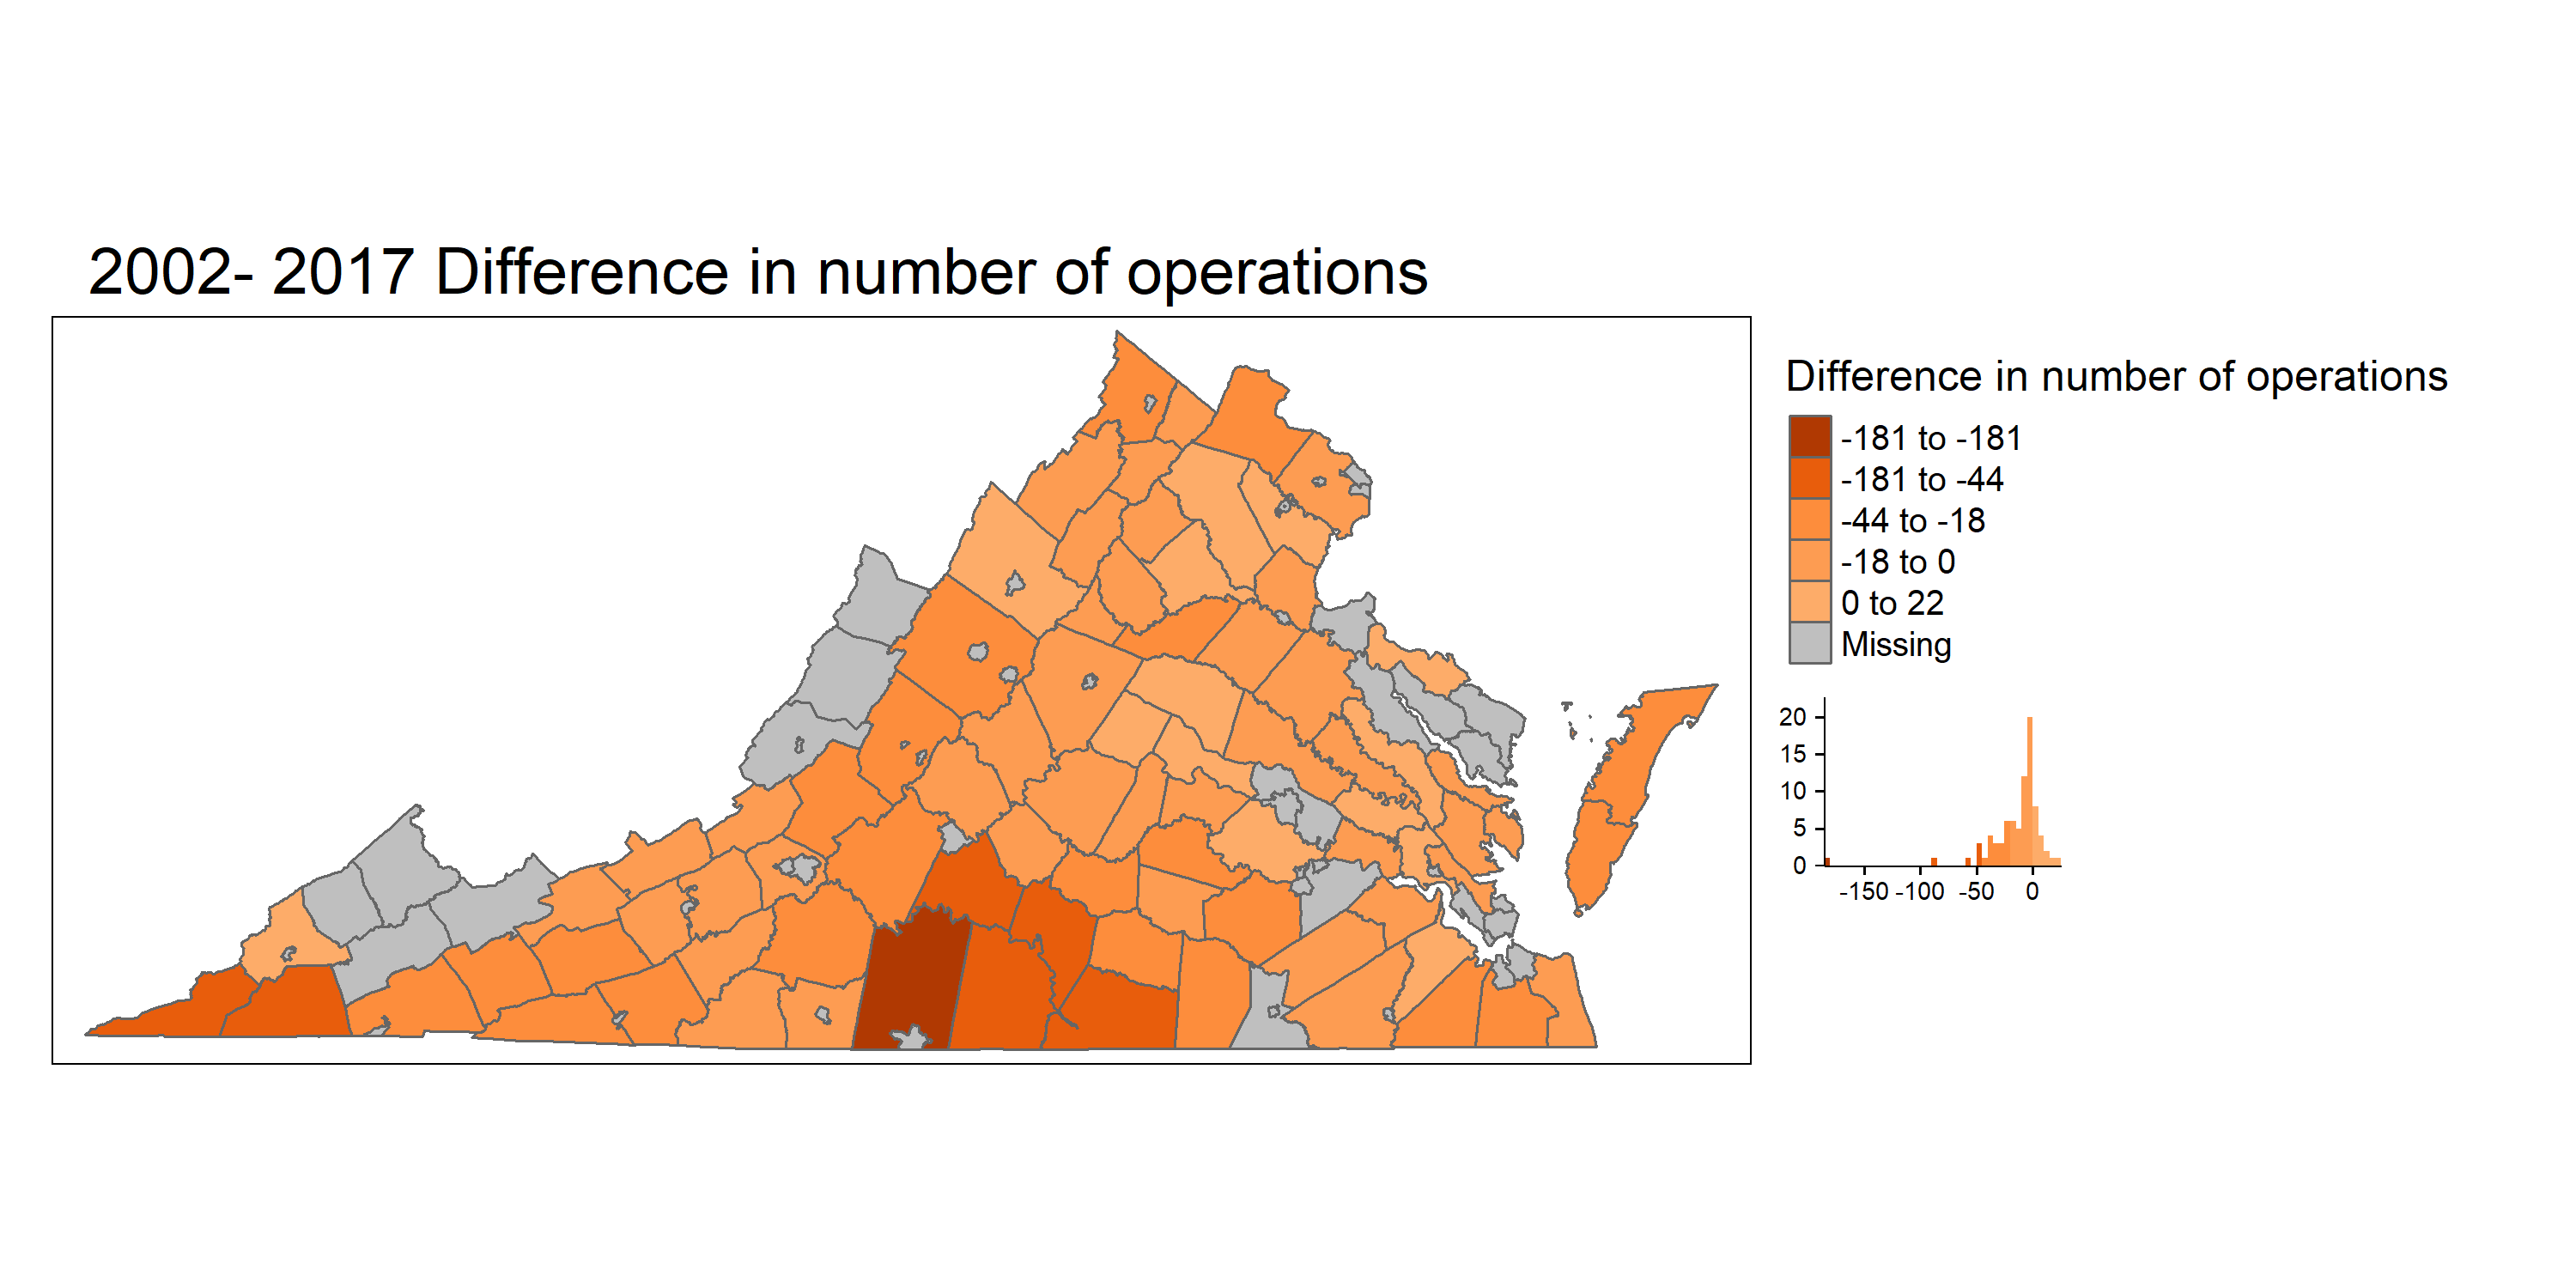 2002- 2017 Difference in number of operations
Difference in number of operations
-181 to -181
-181 to -44
-44 to -18
-18 to 0
0 to 22
Missing
20
15
10
5
0
-150 -100 -50 0